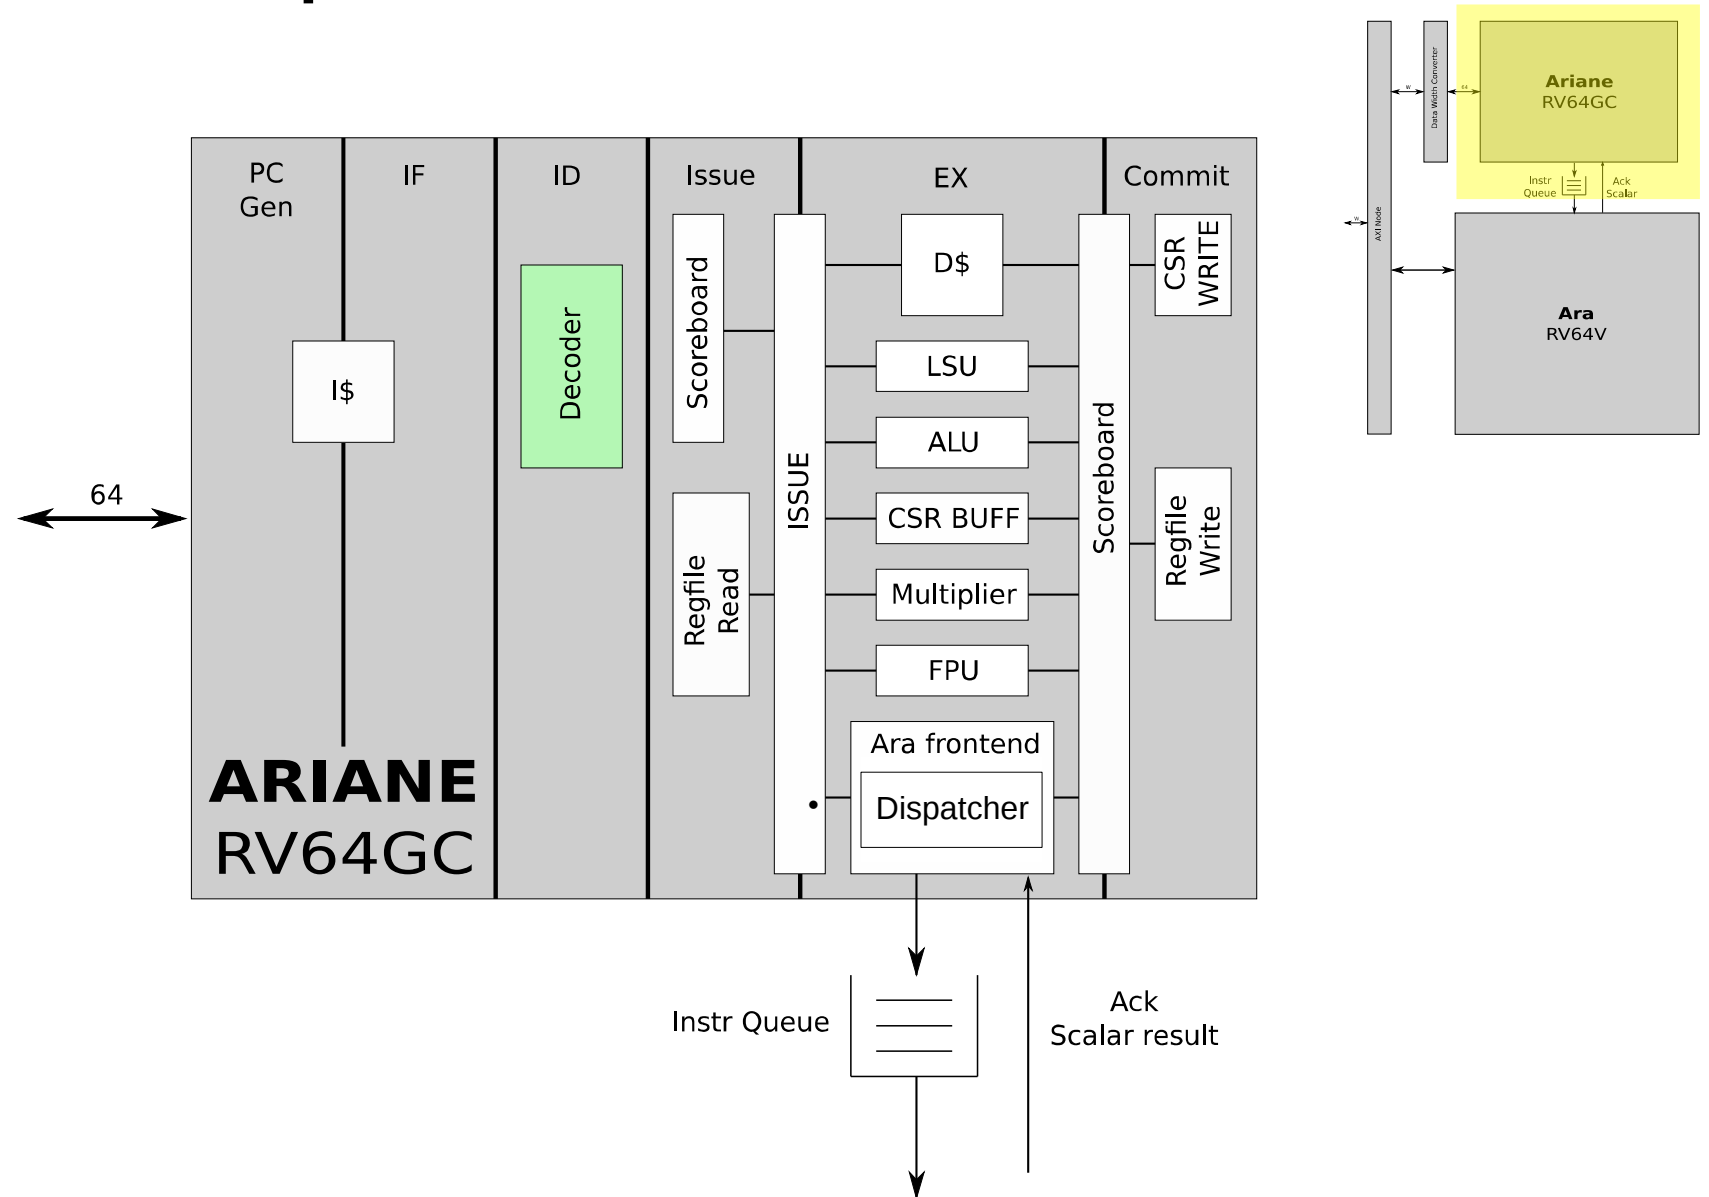 PC
Gen
IF
ID
Issue
EX
Commit
I$
Decoder
Scoreboard
Regfile
Read
ISSUE
D$
LSU
ALU
CSR BUFF
Multiplier
FPU
Ara frontend
Dispatcher
Scoreboard
CSR
WRITE
Regfile
Write
64
ARIANE
RV64GC
Instr Queue
Ack
Scalar result
AXI Node
Data Width Converter
W
W
64
Ariane
RV64GC
Instr
Queue
Ack
Scalar
Ara
RV64V